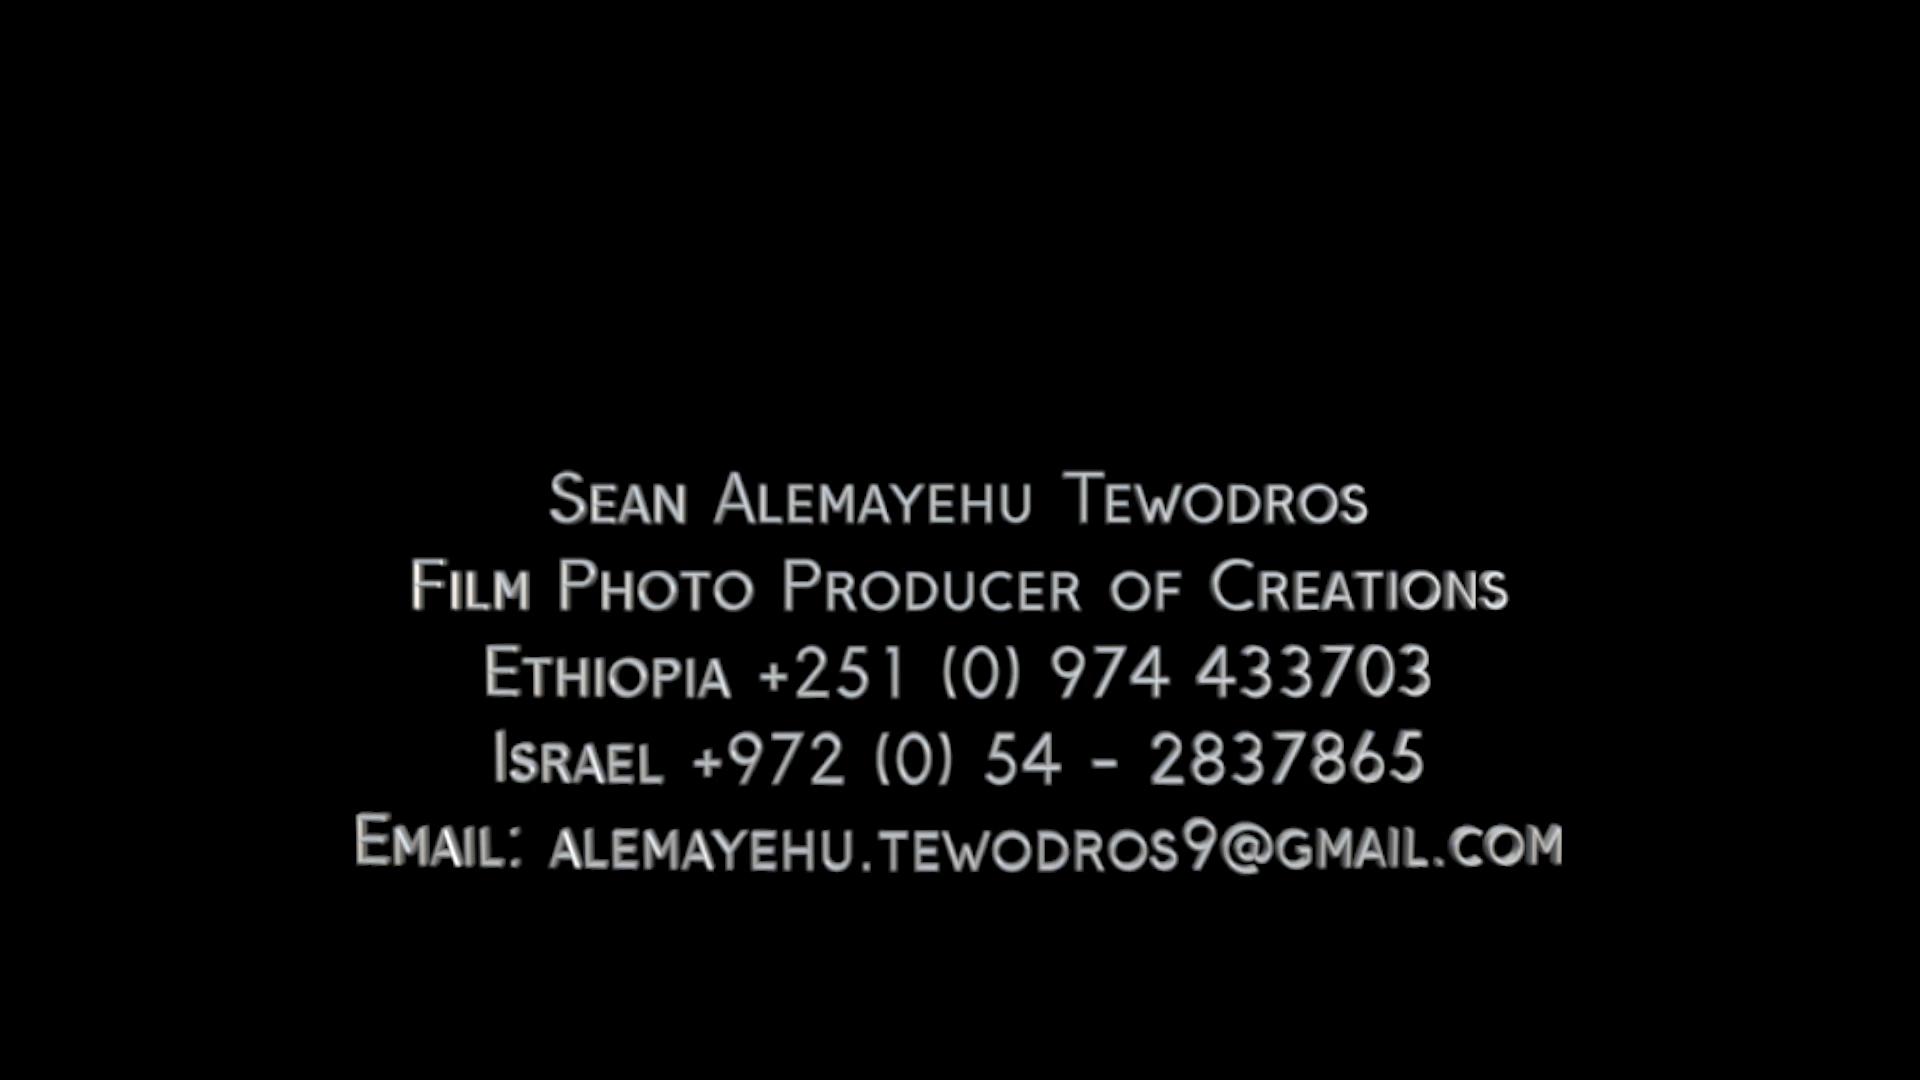 Sean Alemayehu Tewodros
Film Photo Producer of Creations
Ethiopia +251 (0) 974 433703
Israel +972 (0) 54 - 2837865
Email: alemayehu.tewodros9@gmail.com